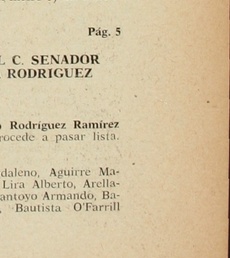 Pág. 5
L C. SENADOR
RODRIGUEZ
Rodríguez Ramírez
rocede a pasar lista.
daleno, Aguirre Ma-
Lira Alberto, Arella-
antoyo Armando, Ba-
, Bautista O'Farrill